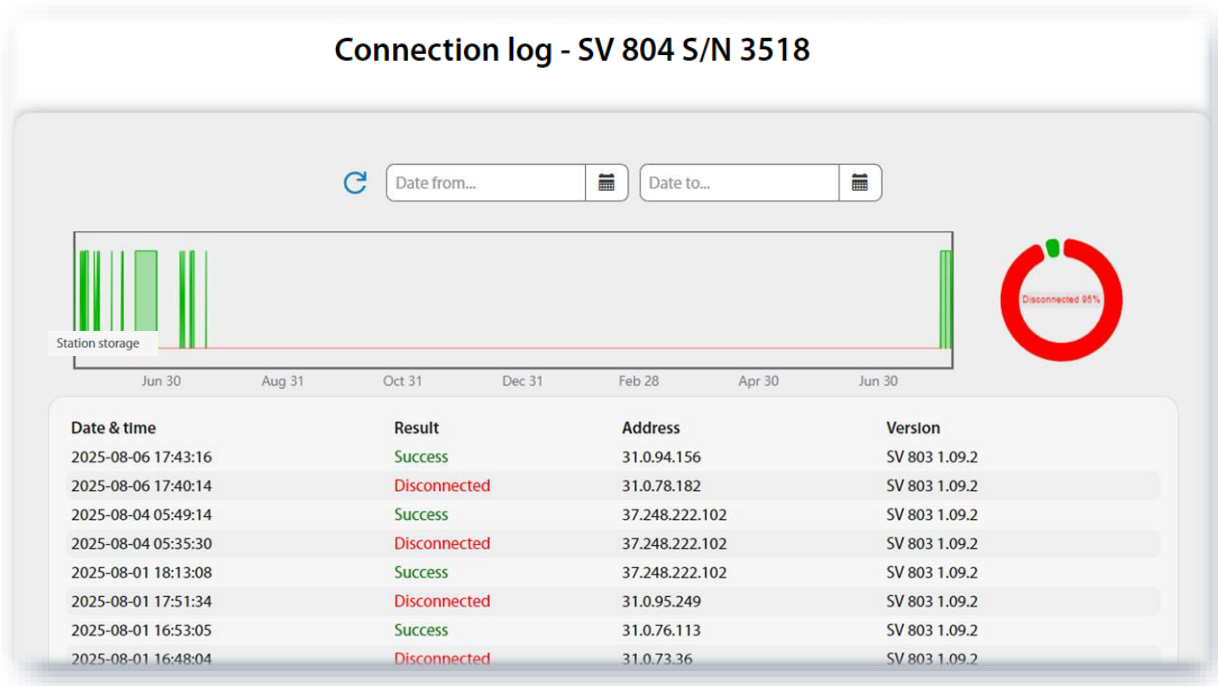 Connection log - SV 804 S/N 3518
Date from...
Date to...
Disconnected 95%
Station storage
Jun 30 Aug 31 Oct 31 Dec 31 Feb 28 Apr 30 Jun 30
Date & time Result Address Version
2025-08-06 17:43:16 Success 31.0.94.156 SV 803 1.09.2
2025-08-06 17:40:14 Disconnected 31.0.78.182 SV 803 1.09.2
2025-08-04 05:49:14 Success 37.248.222.102 SV 803 1.09.2
2025-08-04 05:35:30 Disconnected 37.248.222.102 SV 803 1.09.2
2025-08-01 18:13:08 Success 37.248.222.102 SV 803 1.09.2
2025-08-01 17:51:34 Disconnected 31.0.95.249 SV 803 1.09.2
2025-08-01 16:53:05 Success 31.0.76.113 SV 803 1.09.2
2025-08-01 16:48:04 Disconnected 31.0.73.36 SV 803 1.09.2